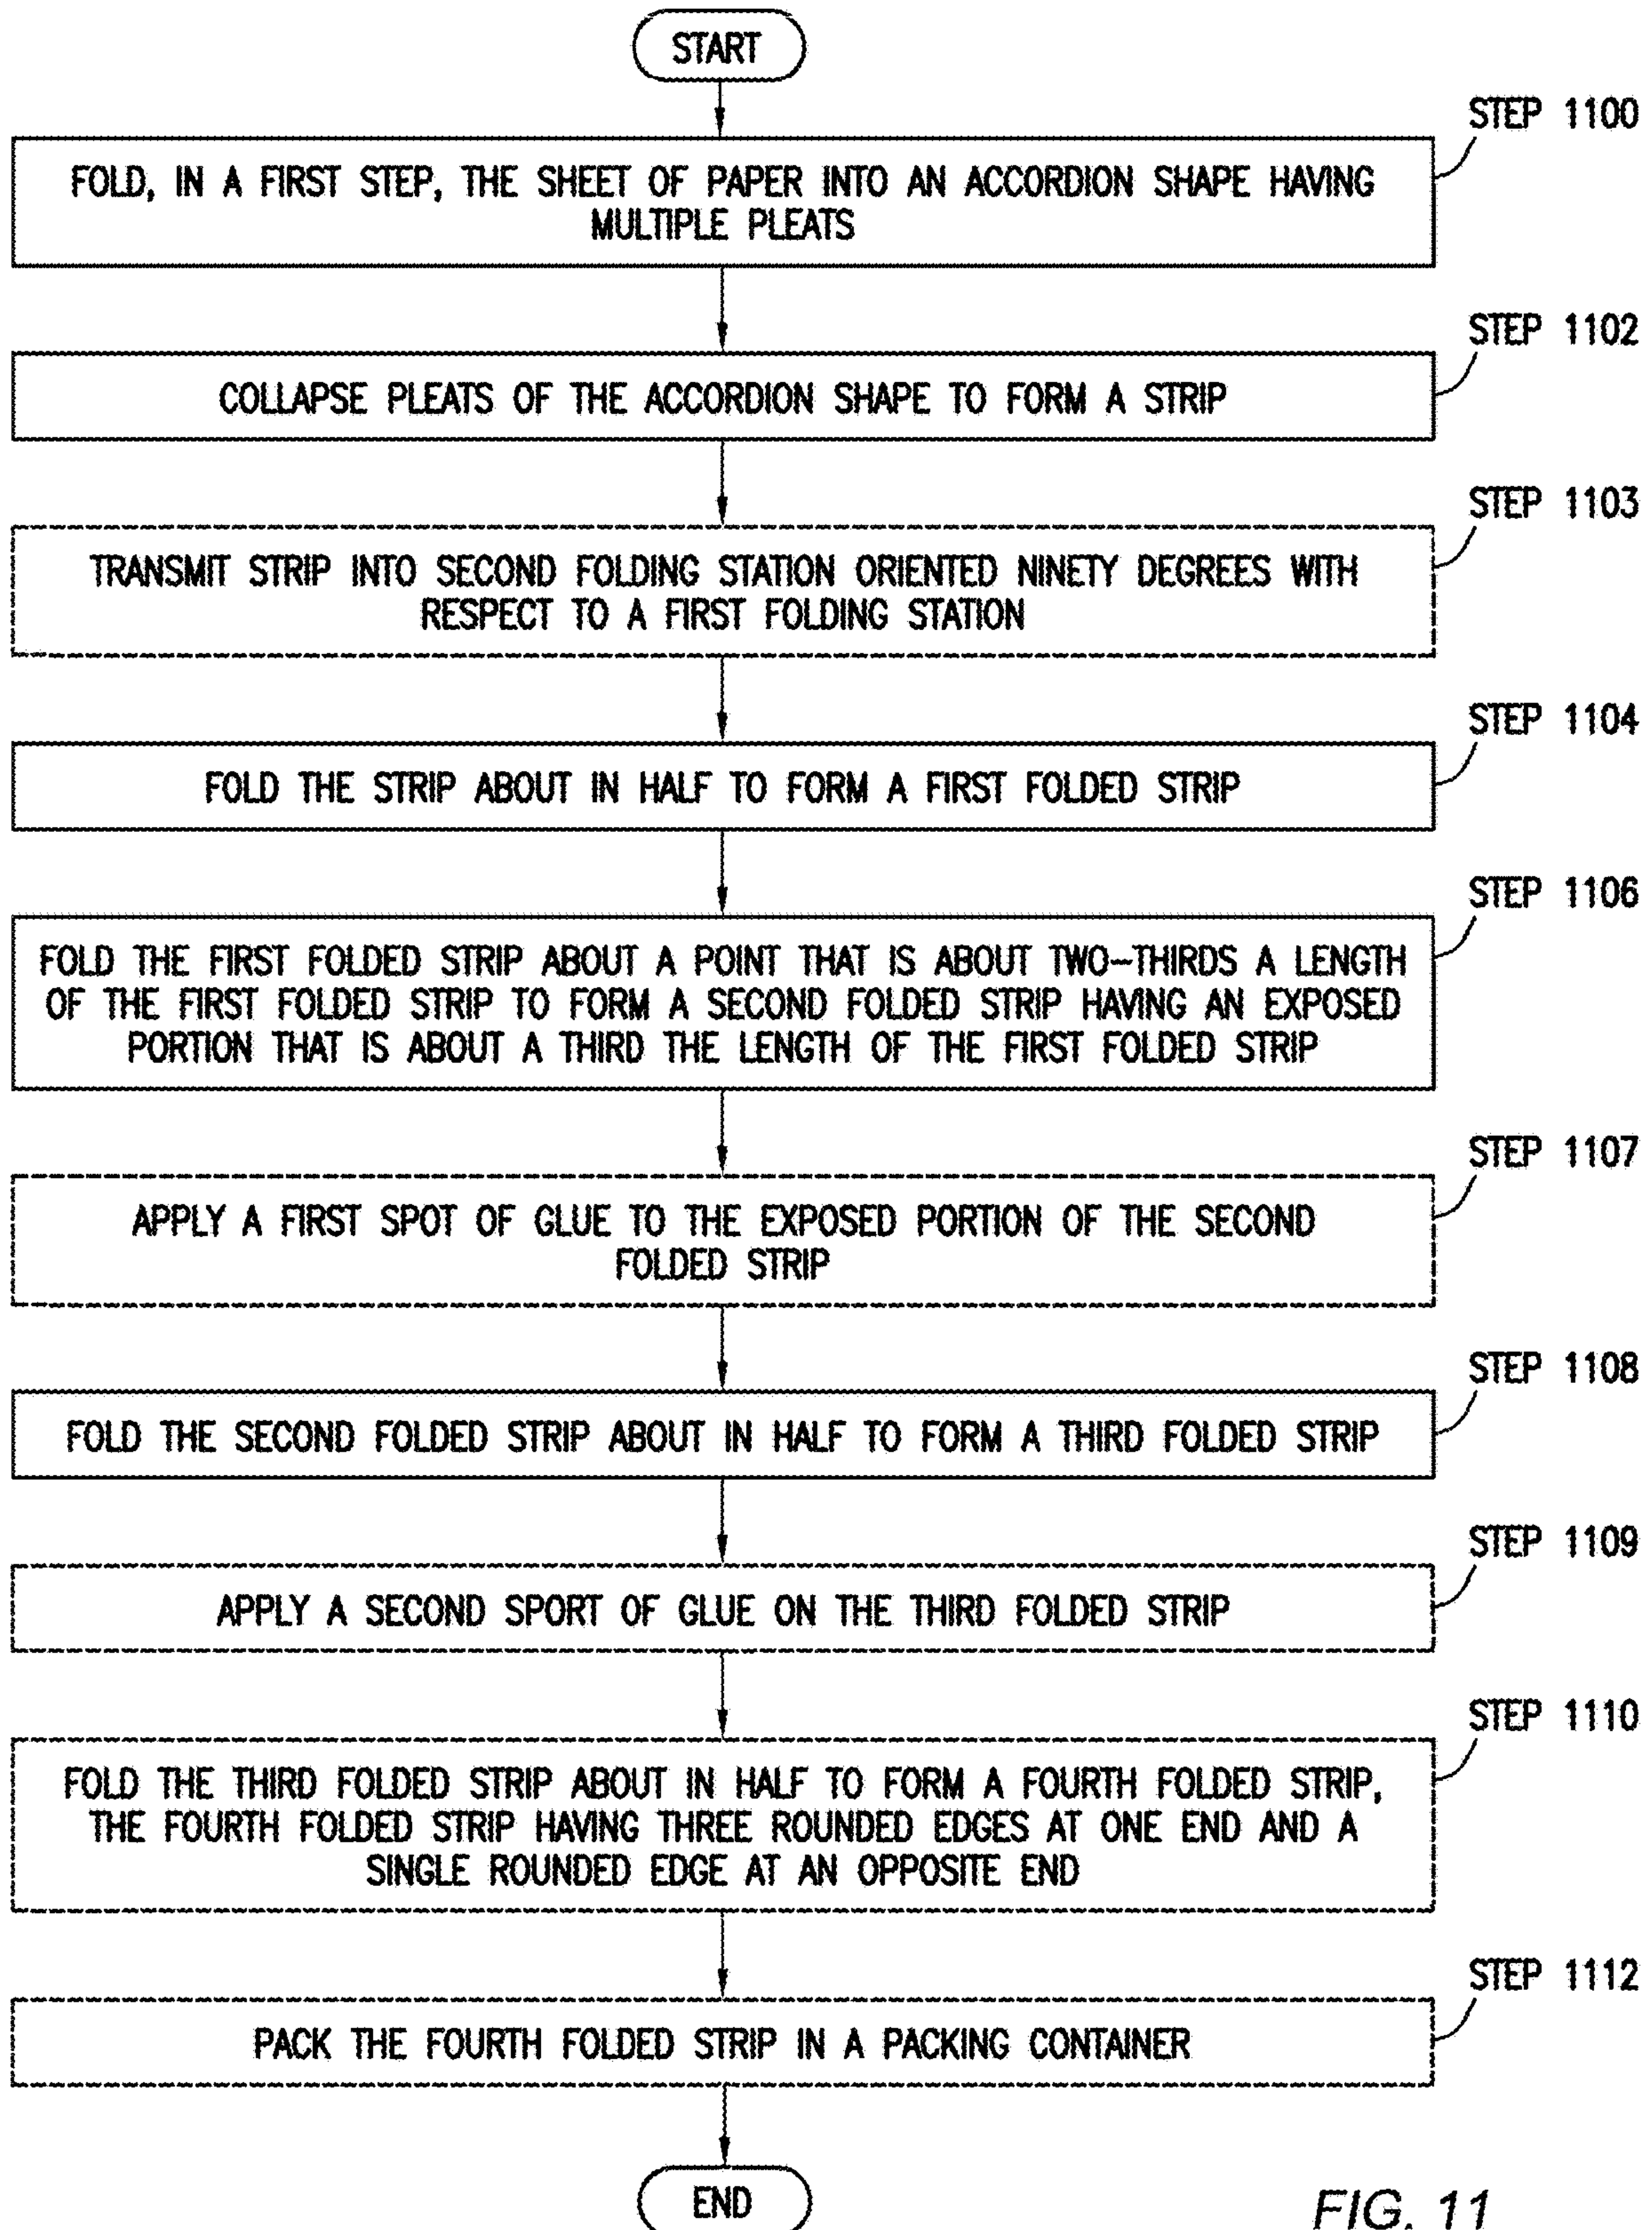 START
STEP 1100
FOLD, IN A FIRST STEP, THE SHEET OF PAPER INTO AN ACCORDION SHAPE HAVING
MULTIPLE PLEATS
STEP 1102
COLLAPSE PLEATS OF THE ACCORDION SHAPE TO FORM A STRIP
STEP 1103
TRANSMIT STRIP INTO SECOND FOLDING STATION ORIENTED NINETY DEGREES WITH
RESPECT TO A FIRST FOLDING STATION
STEP 1104
FOLD THE STRIP ABOUT IN HALF TO FORM A FIRST FOLDED STRIP
STEP 1106
FOLD THE FIRST FOLDED STRIP ABOUT A POINT THAT IS ABOUT TWO-THIRDS A LENGTH
OF THE FIRST FOLDED STRIP TO FORM A SECOND FOLDED STRIP HAVING AN EXPOSED
PORTION THAT IS ABOUT A THIRD THE LENGTH OF THE FIRST FOLDED STRIP
STEP 1107
APPLY A FIRST SPOT OF GLUE TO THE EXPOSED PORTION OF THE SECOND
FOLDED STRIP
STEP 1108
FOLD THE SECOND FOLDED STRIP ABOUT IN HALF TO FORM A THIRD FOLDED STRIP
STEP 1109
APPLY A SECOND SPORT OF GLUE ON THE THIRD FOLDED STRIP
STEP 1110
FOLD THE THIRD FOLDED STRIP ABOUT IN HALF TO FORM A FOURTH FOLDED STRIP,
THE FOURTH FOLDED STRIP HAVING THREE ROUNDED EDGES AT ONE END AND A
SINGLE ROUNDED EDGE AT AN OPPOSITE END
STEP 1112
PACK THE FOURTH FOLDED STRIP IN A PACKING CONTAINER
END
FIG. 11